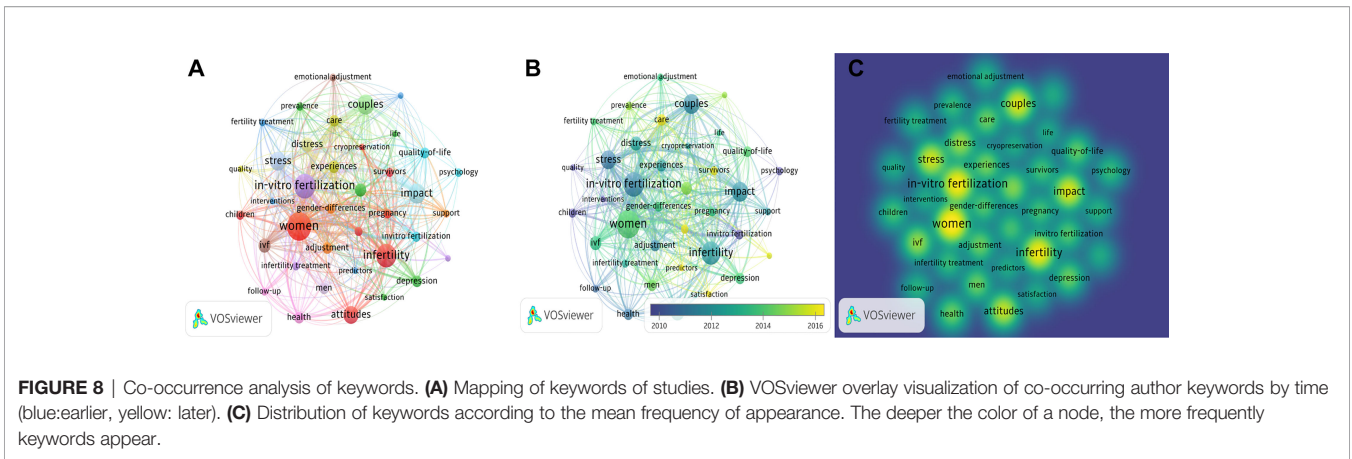 A
emotional adjustment
prevalence
couples
fertility treatment
care
life
distress
cryopreservation
stress
quality-of-life
quality
experiences
survivors
psychology
in-vitro fertilization
impact
interventions
gender-differences
children
pregnancy
support
women
invitro fertilization
ivf
adjustment
infertility
infertility treatment
predictors
depression
follow-up
men
satisfaction
health
attitudes
VOSviewer
B
emotional adjustment
couples
prevalence
fertility treatment
care
life
distress
cryopreservation
stress
quality-of-life
quality
experiences
survivors
psychology
in-vitro fertilization
impact
interventions
gender-differences
children
pregnancy
support
women
invitro fertilization
ivf
adjustment
infertility
infertility treatment
predictors
depression
follow-up
men
satisfaction
health
VOSviewer
2010 2012 2014 2016
C
emotional adjustment
prevalence
couples
fertility treatment
care
life
distress
cryopreservation
stress
quality-of-life
quality
experiences
survivors
psychology
in-vitro fertilization
impact
interventions
gender-differences
children
pregnancy
support
women
invitro fertilization
ivf
adjustment
infertility
infertility treatment
predictors
depression
follow-up
men
satisfaction
health
attitudes
VOSviewer
FIGURE 8 | Co-occurrence analysis of keywords. (A) Mapping of keywords of studies. (B) VOSviewer overlay visualization of co-occurring author keywords by time
(blue:earlier, yellow: later). (C) Distribution of keywords according to the mean frequency of appearance. The deeper the color of a node, the more frequently
keywords appear.